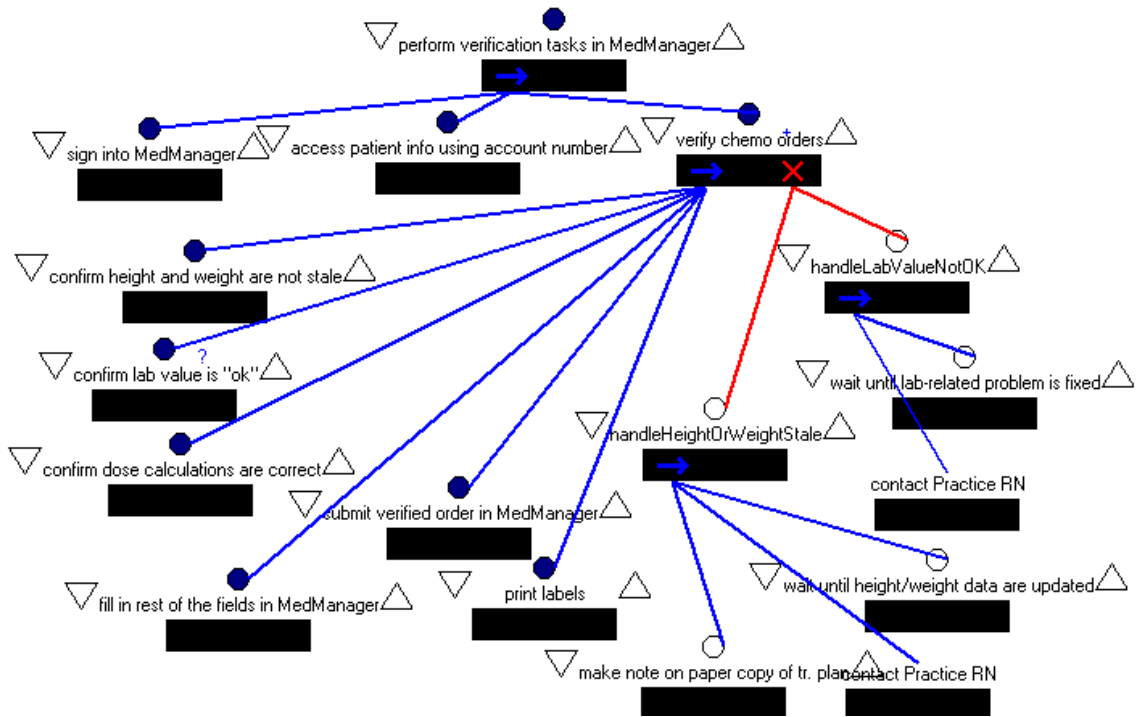 perform verification tasks in MedManager
sign into MedManager
access patient info using account number
+
verify chemo orders
confirm height and weight are not stale
handleLabValueNotOK
?
confirm lab value is "ok"
wait until lab-related problem is fixed
handleHeightOrWeightStale
confirm dose calculations are correct
contact Practice RN
submit verified order in MedManager
wait until height/weight data are updated
fill in rest of the fields in MedManager
print labels
make note on paper copy of tr. plan
contact Practice RN